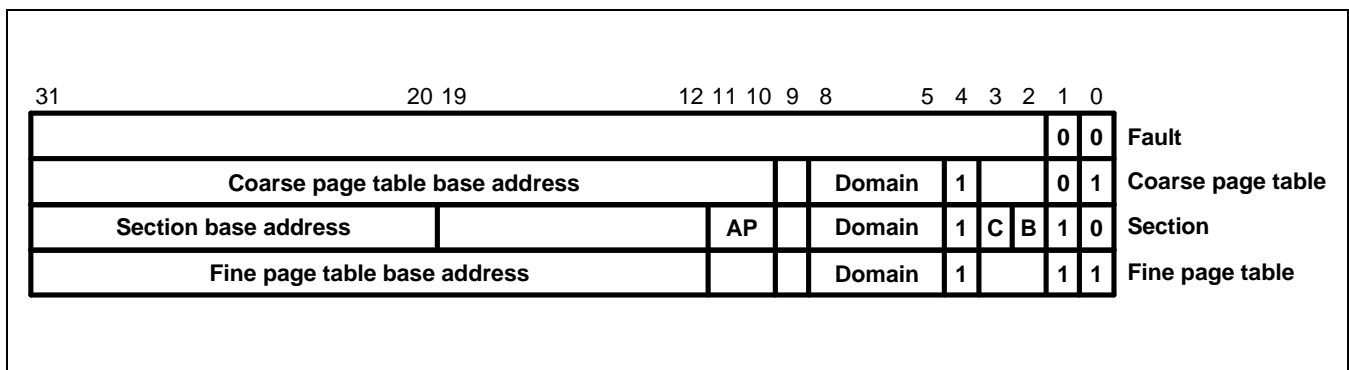 31 20 19 12 11 10 9 8 5 4 3 2 1 0
0 0 Fault
Coarse page table base address Domain 1 0 1 Coarse page table
Section base address AP Domain 1 C B 1 0 Section
Fine page table base address Domain 1 1 1 Fine page table